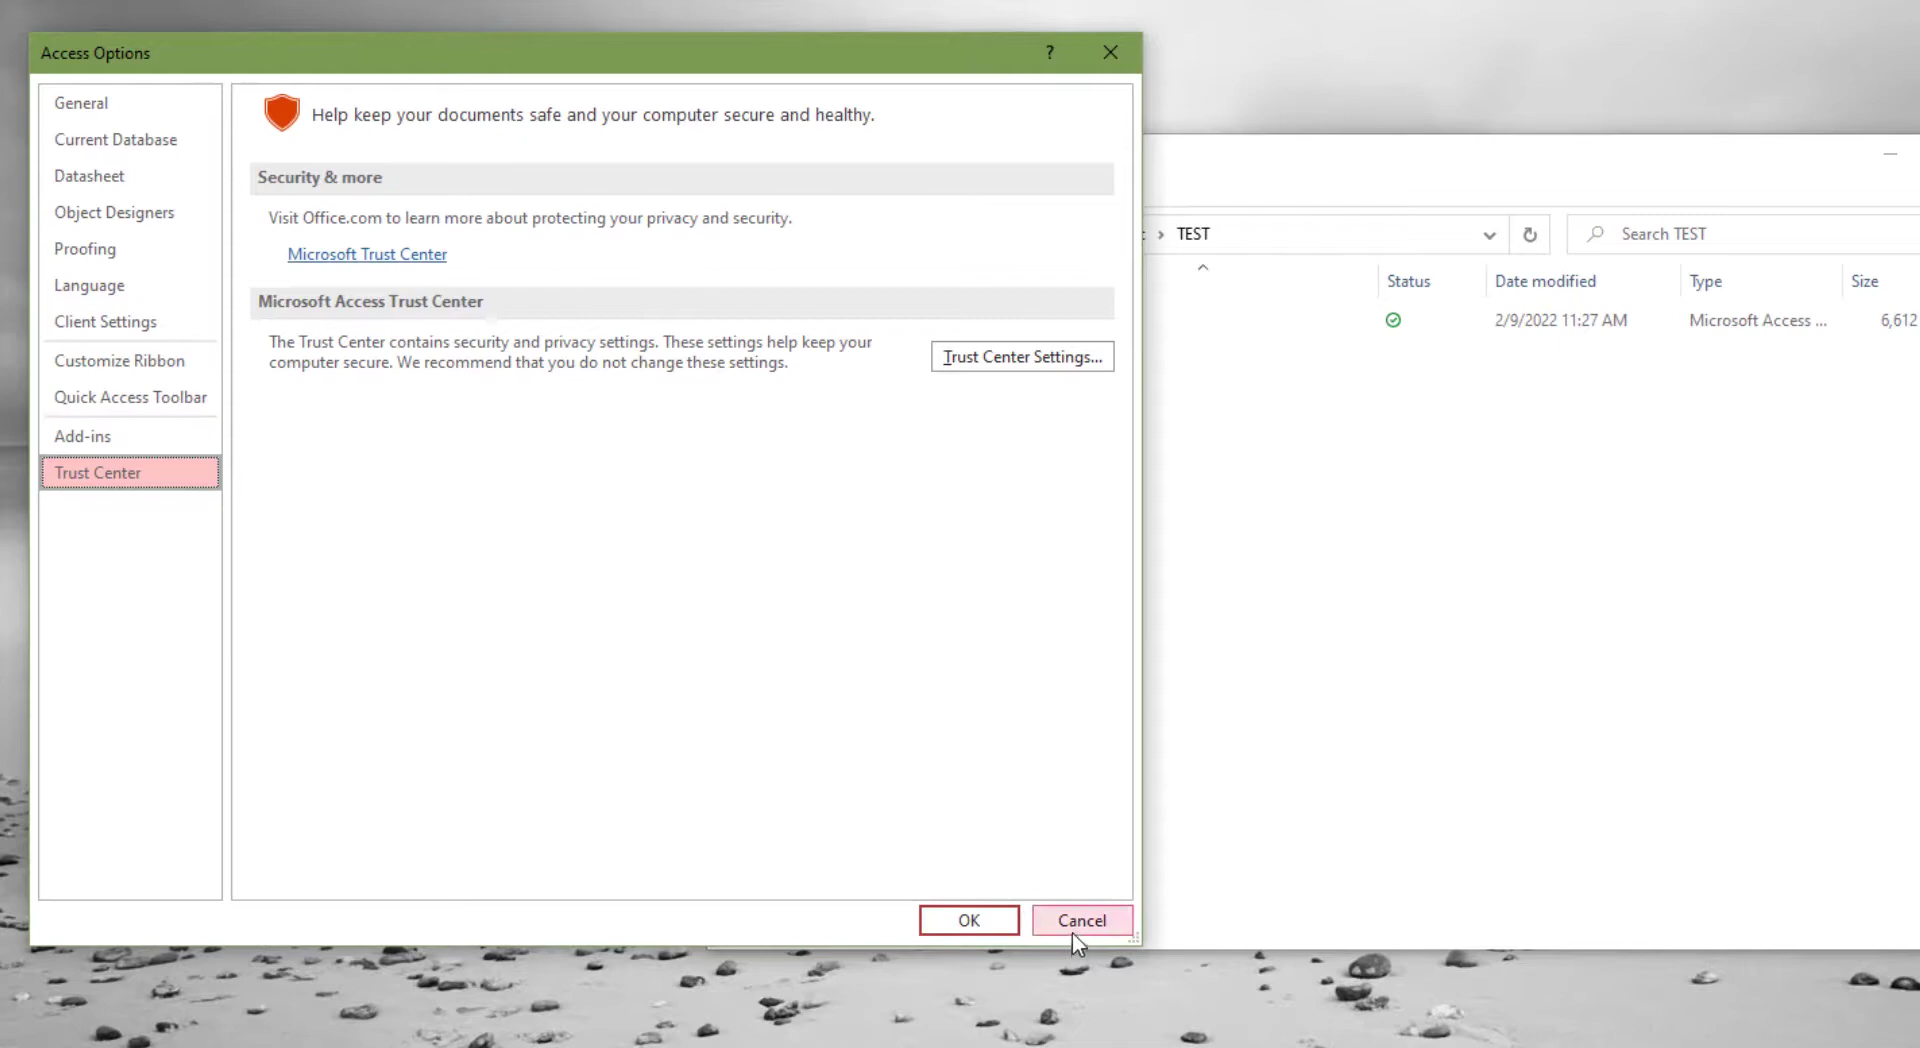 Access Options
?
General
Current Database
Datasheet
Object Designers
Proofing
Language
Client Settings
Customize Ribbon
Quick Access Toolbar
Add-ins
Trust Center
Help keep your documents safe and your computer secure and healthy.
Security & more
Visit Office.com to learn more about protecting your privacy and security.
Microsoft Trust Center
Microsoft Access Trust Center
The Trust Center contains security and privacy settings. These settings help keep your
computer secure. We recommend that you do not change these settings.
Trust Center Settings...
OK
Cancel
TEST
Search TEST
Status
Date modified
Type
Size
2/9/2022 11:27 AM
Microsoft Access ...
6,612